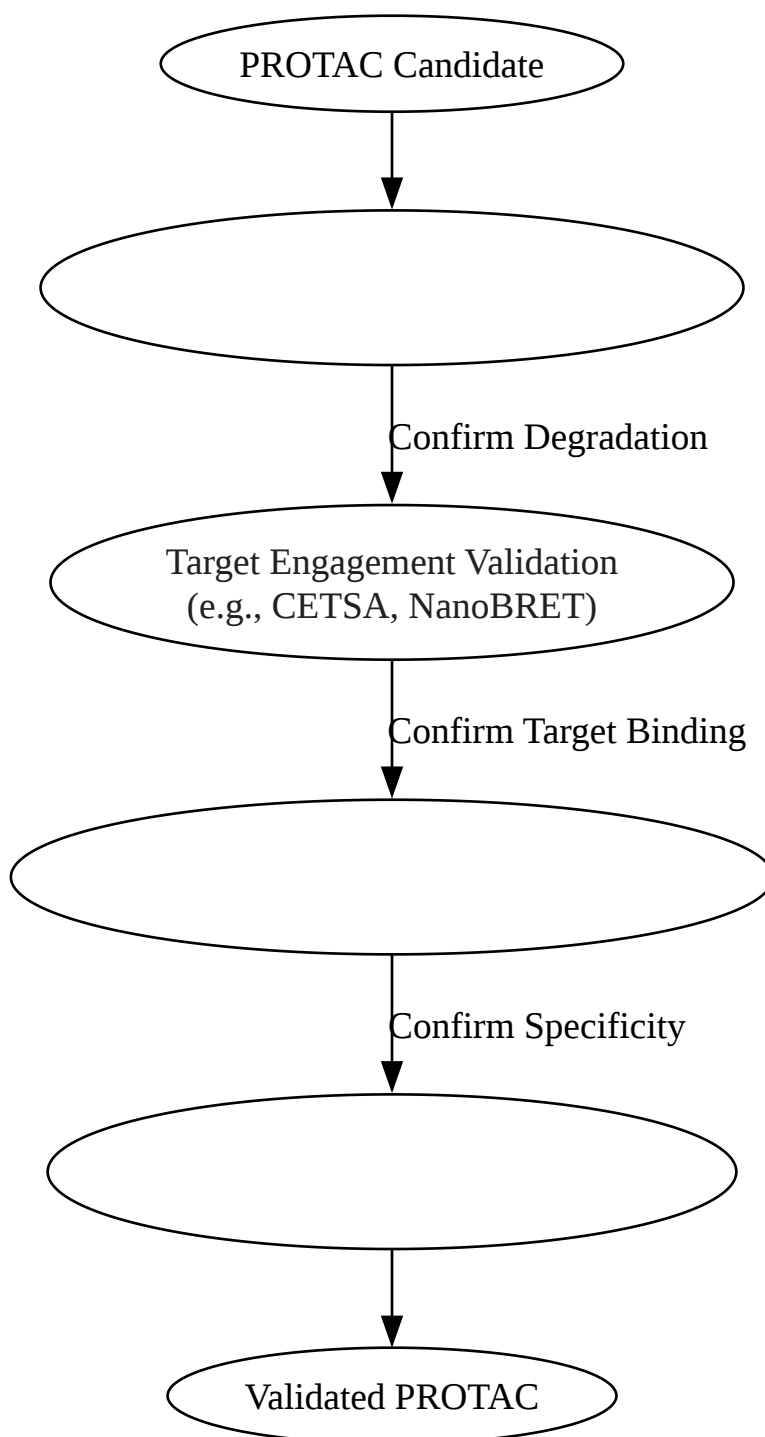 PROTAC Candidate
Confirm Degradation
Target Engagement Validation
(e.g., CETSA, NanoBRET)
Confirm Target Binding
Confirm Specificity
Validated PROTAC